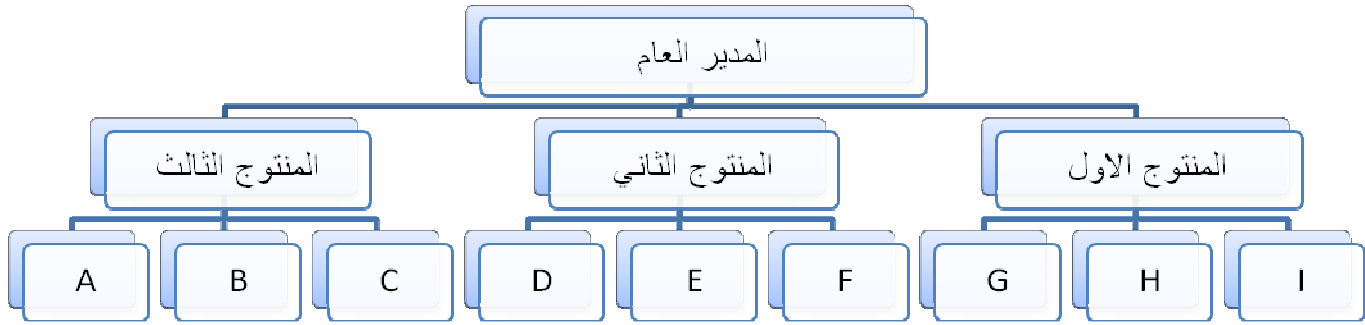 المدير العام
المنتوج الاول
المنتوج الثاني
المنتوج الثالث
A
B
C
D
E
F
G
H
I